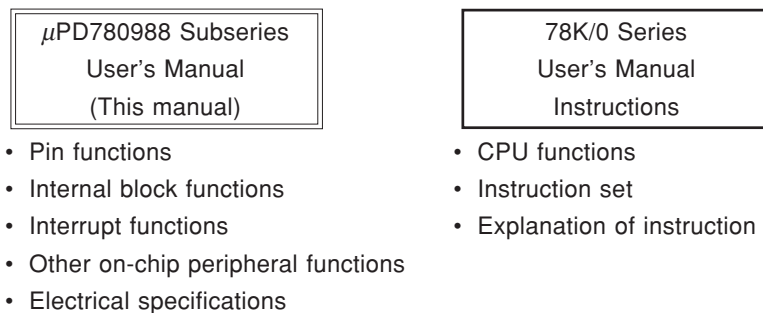 μPD780988 Subseries
User's Manual
(This manual)
• Pin functions
• Internal block functions
• Interrupt functions
• Other on-chip peripheral functions
• Electrical specifications
78K/0 Series
User's Manual
Instructions
• CPU functions
• Instruction set
• Explanation of instruction